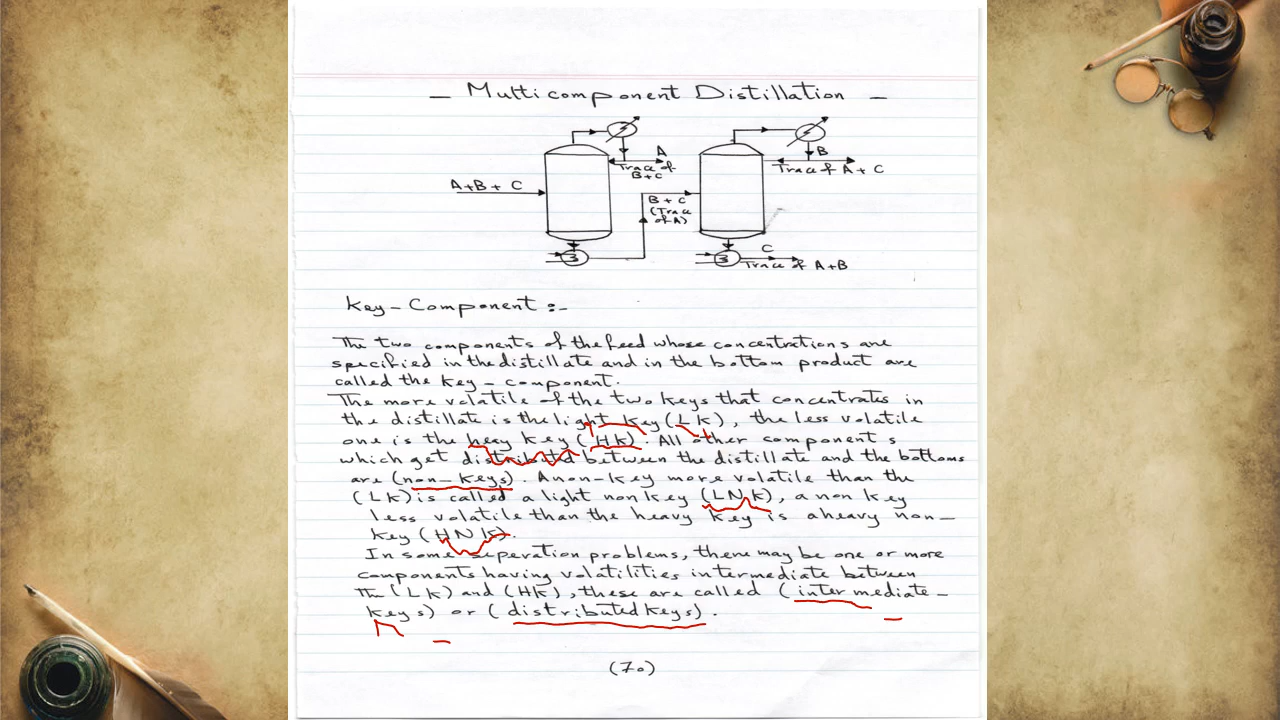 _ Multicomponent Distillation _
A
Trace of
B+C
B
Trace of A + C
A+B + C
B + C
(Trace
of A)
C
Trace of A+B
Key - Component :-
The two components of the feed whose concentrations are
specified in the distillate and in the bottom product are
called the key - component.
The more volatile of the two keys that concentrates in
the distillate is the light key (LK), the less volatile
one is the heavy key (HK). All other components
which get distributed between the distillate and the bottoms
are (non-keys). A non-key more volatile than the
(LK) is called a light non key (LNK), a non key
less volatile than the heavy key is a heavy non-
key (HNK).
In some seperation problems, there may be one or more
components having volatilities intermediate between
the (LK) and (HK), these are called (intermediate-
keys) or (distributed keys).
(70)